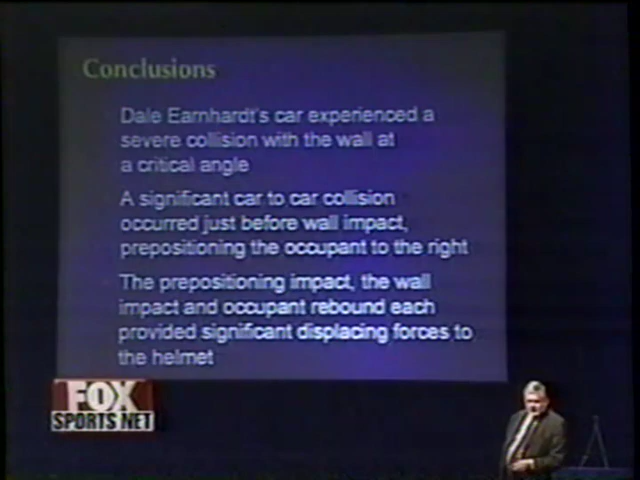 Conclusions
Dale Earnhardt's car experienced a
severe collision with the wall at
a critical angle
A significant car to car collision
occurred just before wall impact,
prepositioning the occupant to the right
The prepositioning impact, the wall
impact and occupant rebound each
provided significant displacing forces to
the helmet
FOX
SPORTS NET